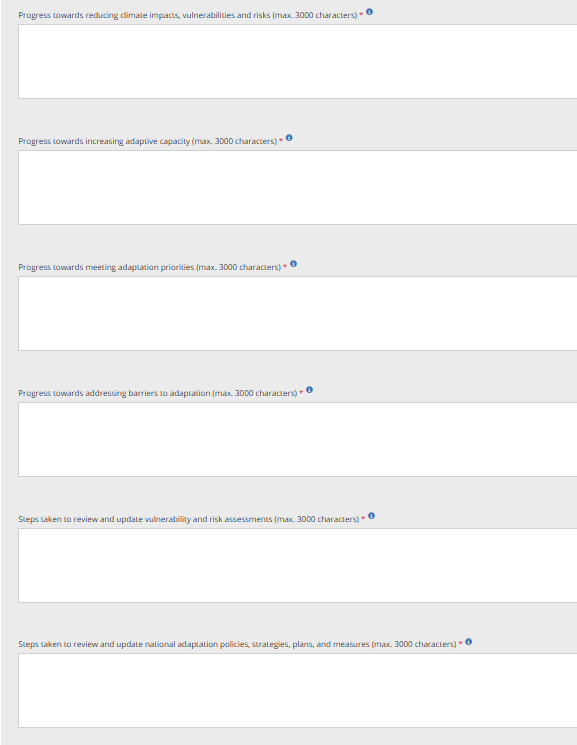 Progress towards reducing climate impacts, vulnerabilities and risks (max. 3000 characters) *
Progress towards increasing adaptive capacity (max. 3000 characters) *
Progress towards meeting adaptation priorities (max. 3000 characters) *
Progress towards addressing barriers to adaptation (max. 3000 characters) *
Steps taken to review and update vulnerability and risk assessments (max. 3000 characters) *
Steps taken to review and update national adaptation policies, strategies, plans, and measures (max. 3000 characters) *